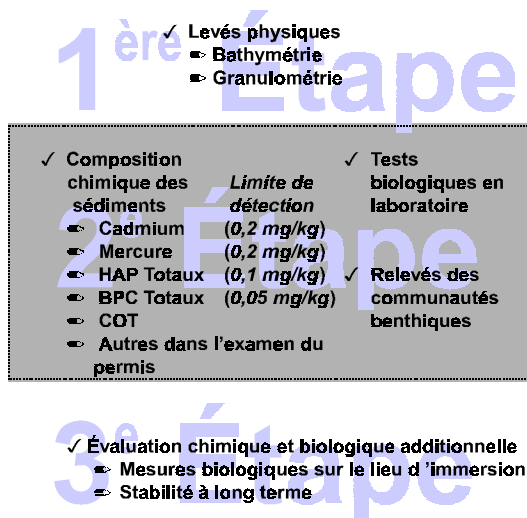 1ère Étape
✓ Levés physiques
✏ Bathymétrie
✏ Granulométrie
2e Étape
✓ Composition
chimique des
sédiments
Limite de
détection
✏ Cadmium (0,2 mg/kg)
✏ Mercure (0,2 mg/kg)
✏ HAP Totaux (0,1 mg/kg)
✏ BPC Totaux (0,05 mg/kg)
✏ COT
✏ Autres dans l'examen du
permis
✓ Tests
biologiques en
laboratoire
✓ Relevés des
communautés
benthiques
3e Étape
✓ Évaluation chimique et biologique additionnelle
✏ Mesures biologiques sur le lieu d 'immersion
✏ Stabilité à long terme